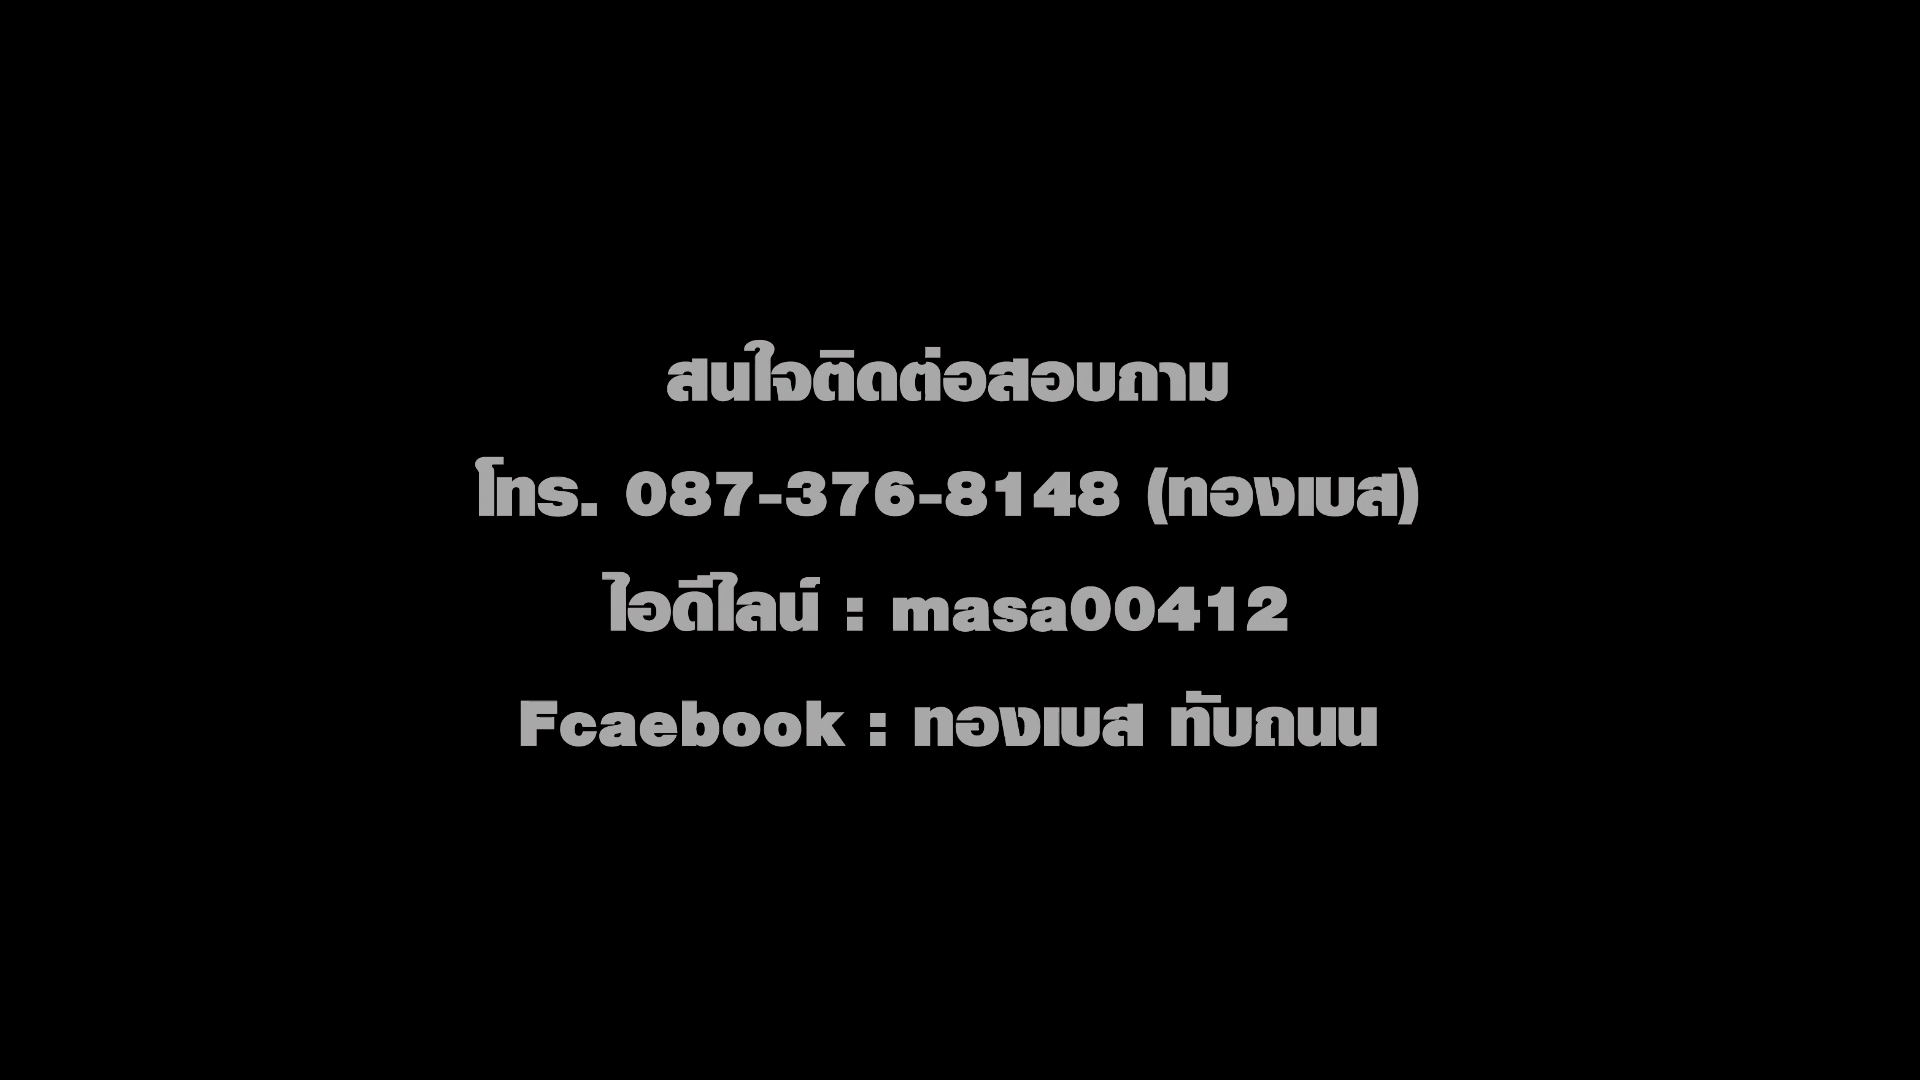 สนใจติดต่อสอบถาม
โทร. 087-376-8148 (ทองเบส)
ไอดีไลน์ : masa00412
Fcaebook : ทองเบส ทับถนน